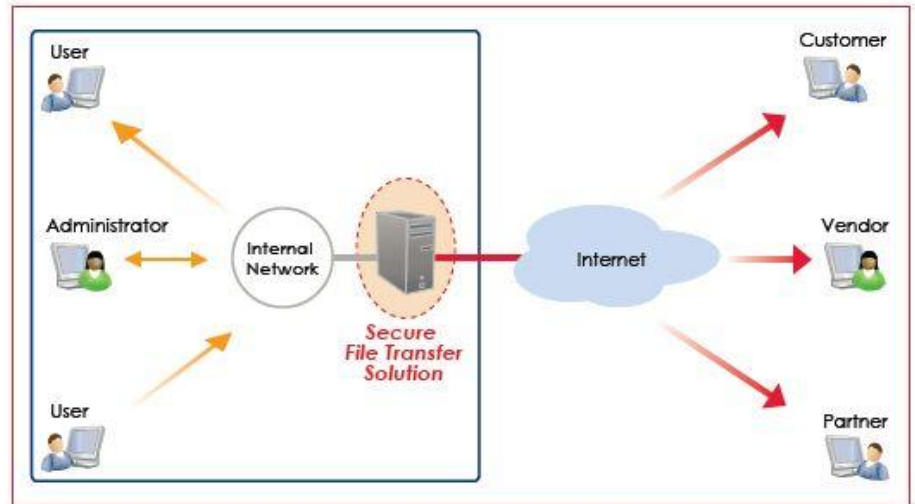 User
Customer
Administrator
Internal
Network
Internet
Vendor
Secure
File Transfer
Solution
User
Partner